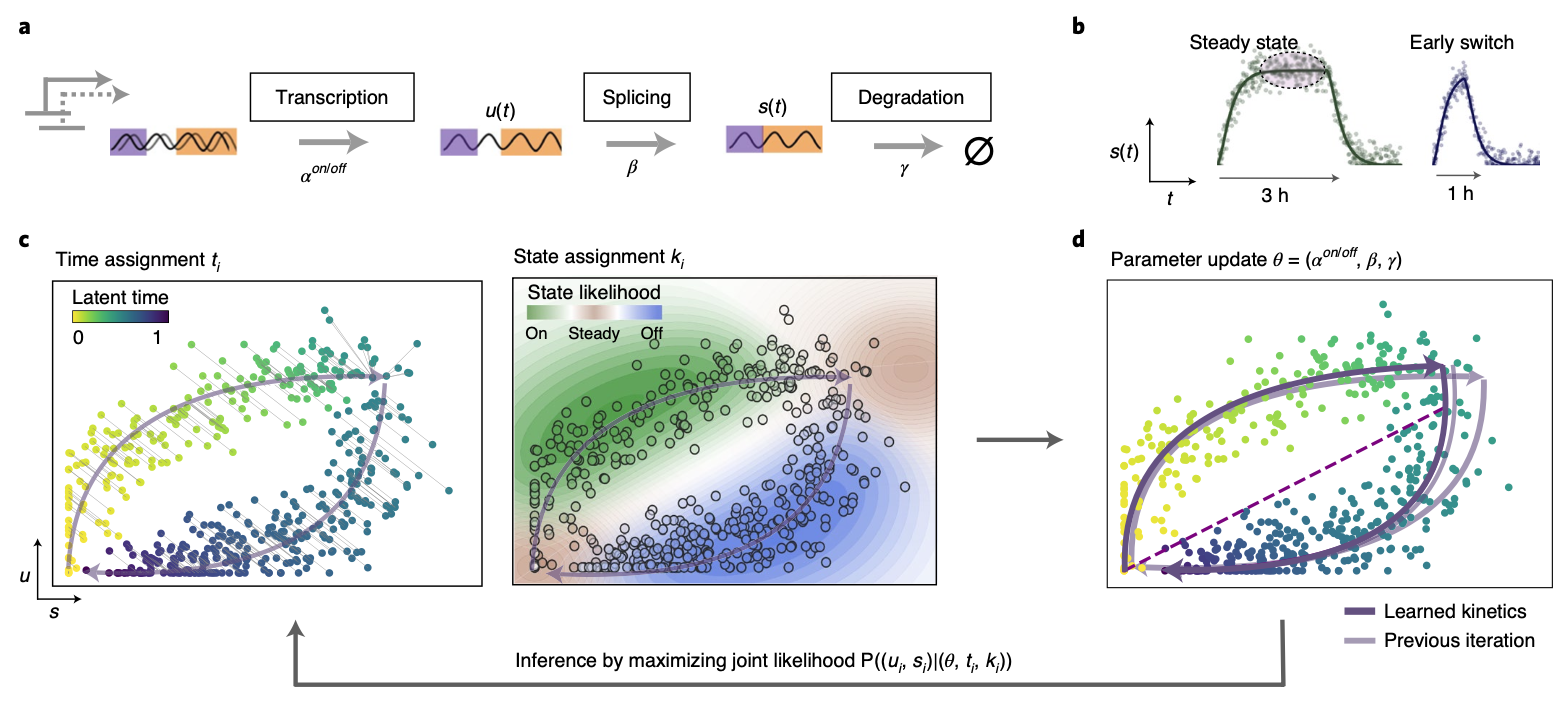 a
Transcription
α^on/off
u(t)
Splicing
β
s(t)
Degradation
γ
∅
b
Steady state
Early switch
s(t)
t
3 h
1 h
c
Time assignment t_i
Latent time
0 1
u
s
State assignment k_i
State likelihood
On Steady Off
d
Parameter update θ = (α^on/off, β, γ)
Learned kinetics
Previous iteration
Inference by maximizing joint likelihood P((u_i, s_i)|(θ, t_i, k_i))